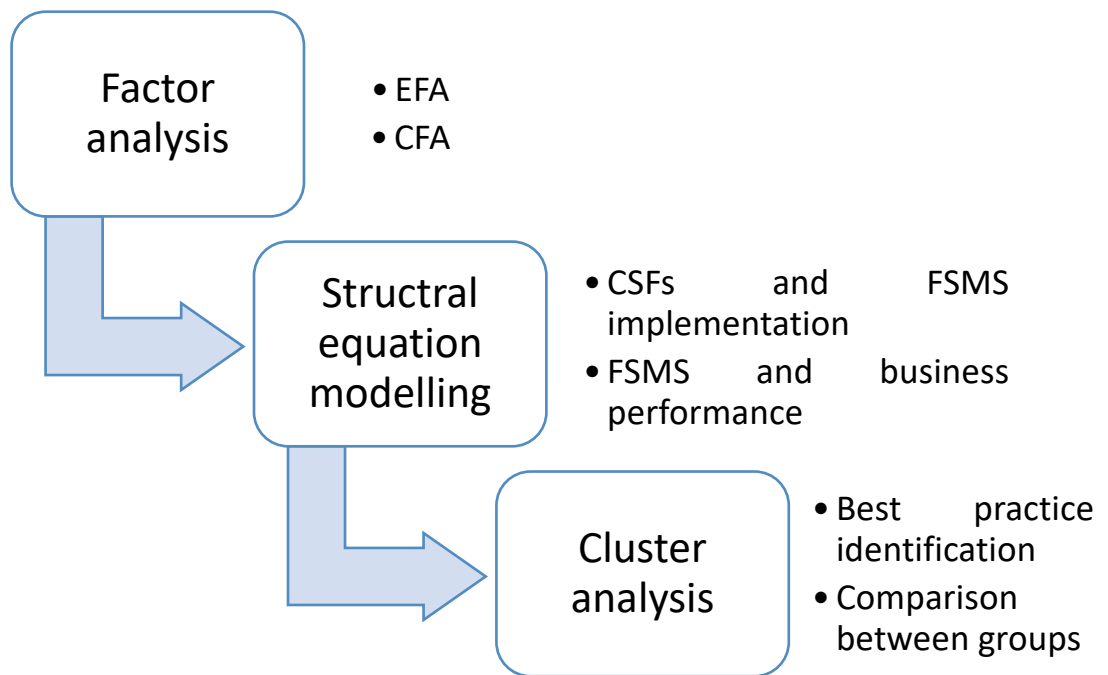 Factor
analysis
• EFA
• CFA
Structral
equation
modelling
• CSFs and FSMS
implementation
• FSMS and business
performance
Cluster
analysis
• Best practice
identification
• Comparison
between groups